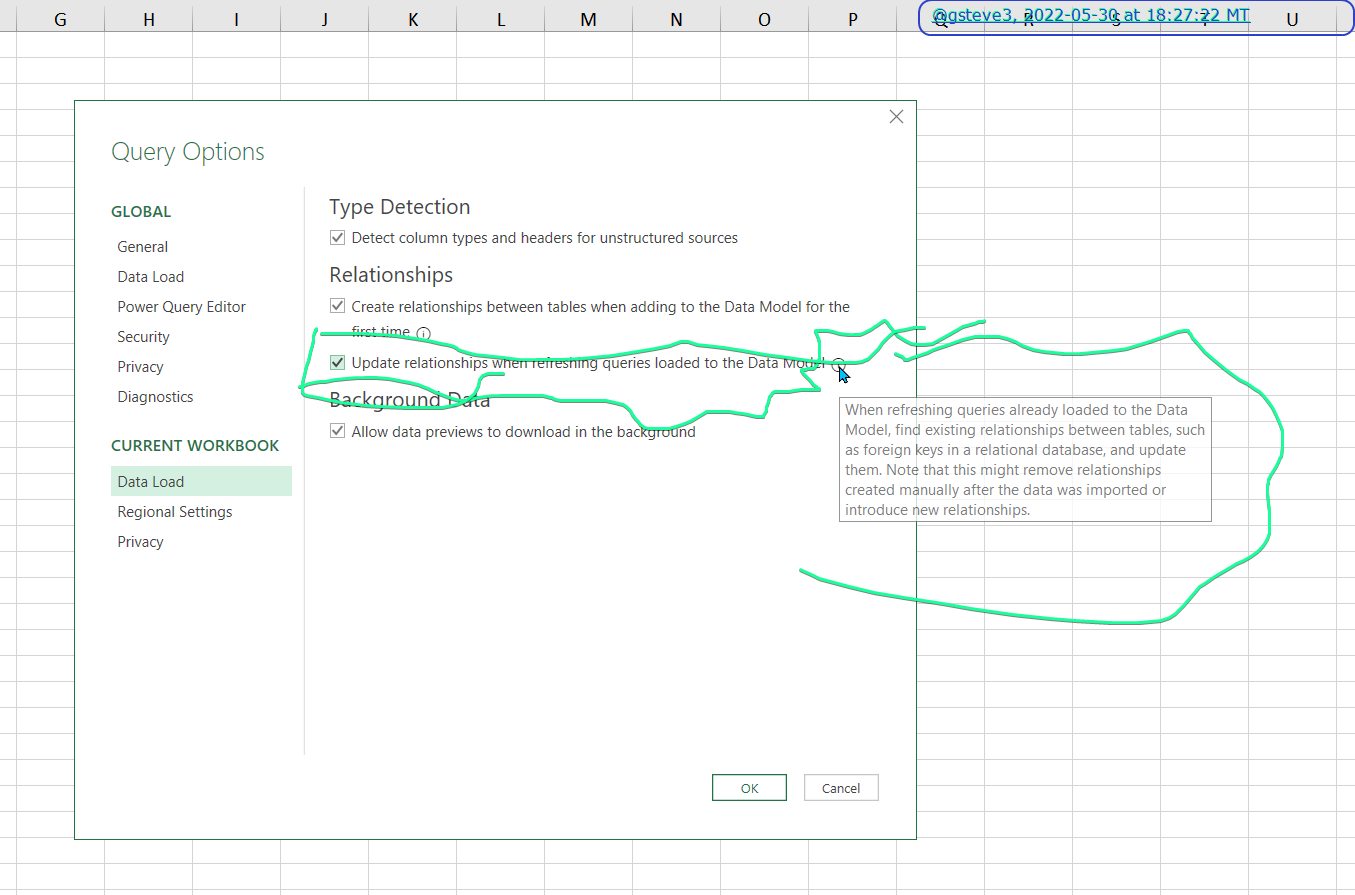 G H I J K L M N O P Q R S T U
@gsteve3, 2022-05-30 at 18:27:22 MT
Query Options
GLOBAL
General
Data Load
Power Query Editor
Security
Privacy
Diagnostics
CURRENT WORKBOOK
Data Load
Regional Settings
Privacy
Type Detection
Detect column types and headers for unstructured sources
Relationships
Create relationships between tables when adding to the Data Model for the
first time
Update relationships when refreshing queries loaded to the Data Model
Background Data
Allow data previews to download in the background
When refreshing queries already loaded to the Data
Model, find existing relationships between tables, such
as foreign keys in a relational database, and update
them. Note that this might remove relationships
created manually after the data was imported or
introduce new relationships.
OK
Cancel